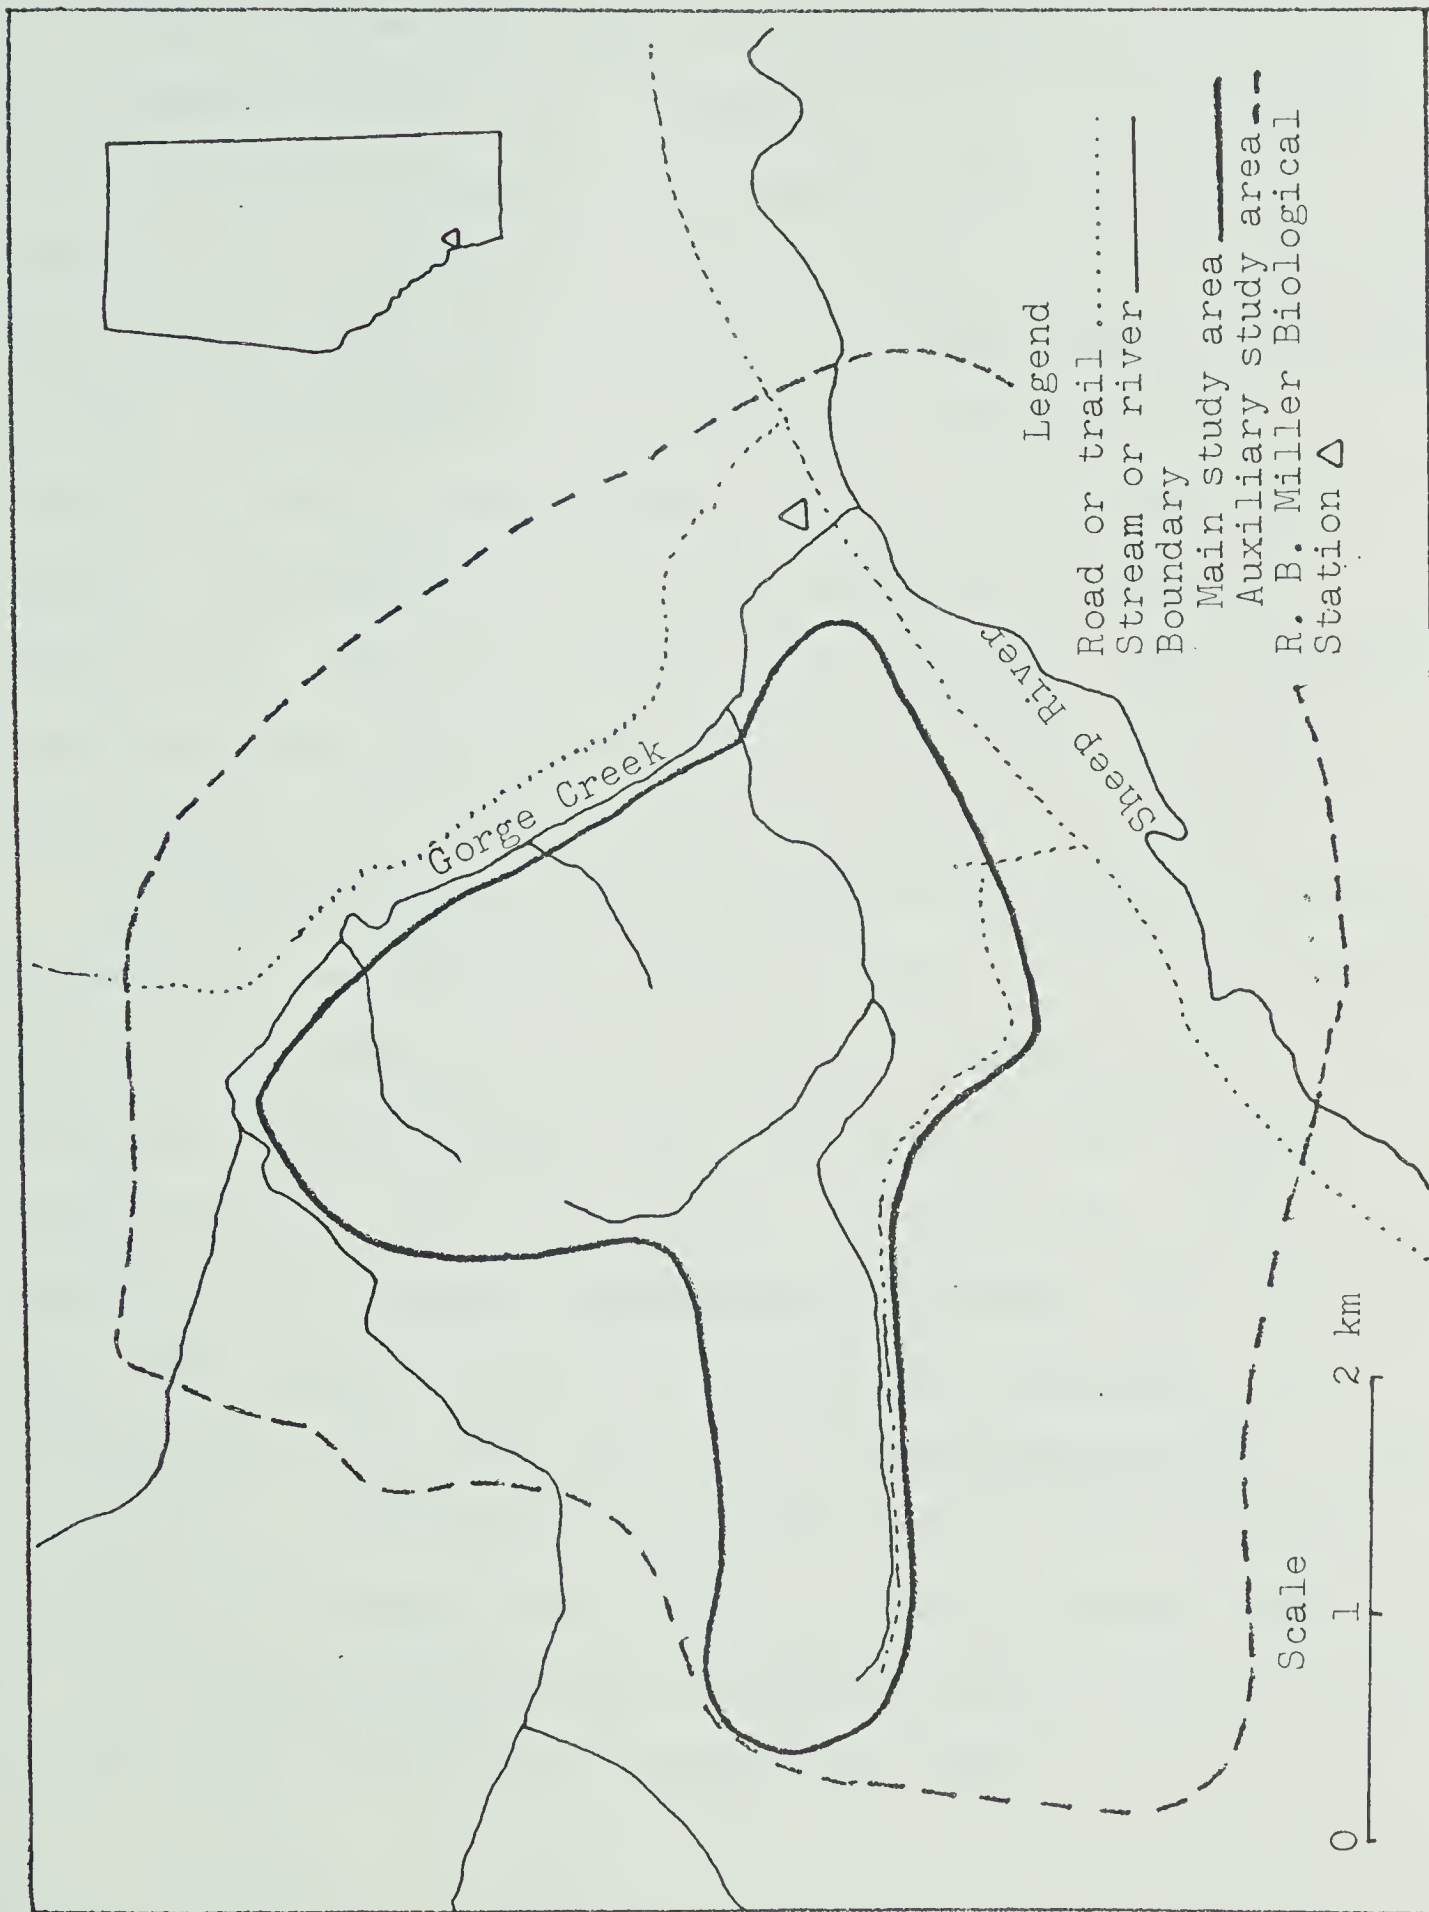 Gorge Creek
Sheep River
Legend
Road or trail
Stream or river
Boundary
Main study area
Auxiliary study area
R. B. Miller Biological
Station
Scale
0 1 2 km